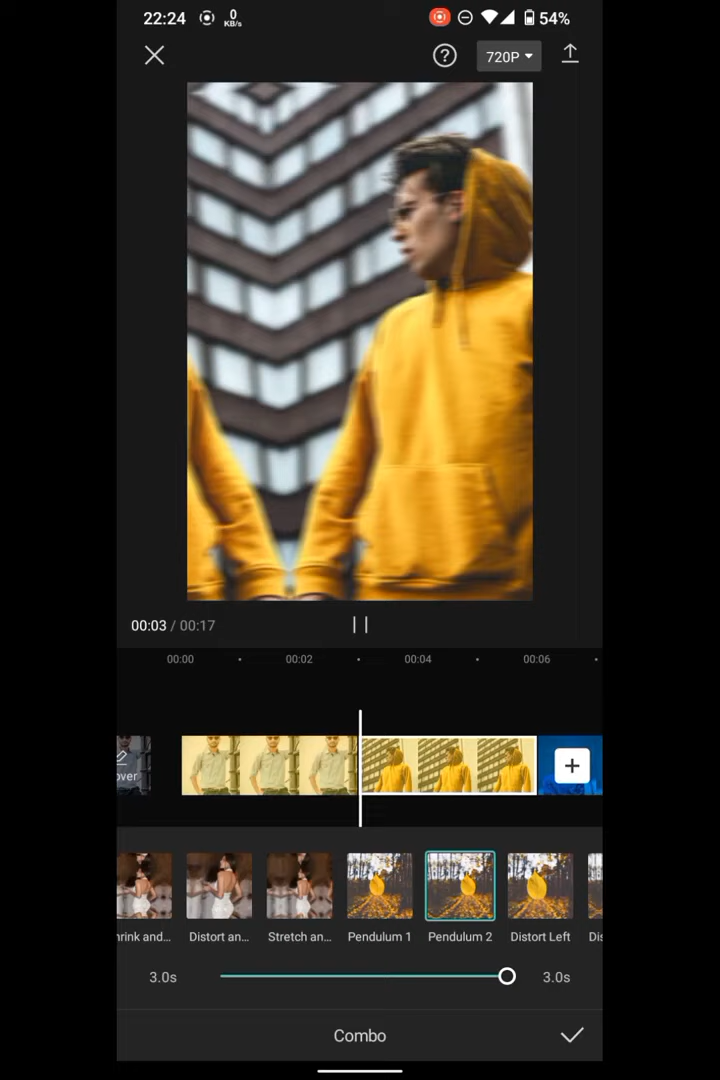 22:24 0 KB/s 54%
720P
00:03 / 00:17
00:00 00:02 00:04 00:06
over
hrink and... Distort an... Stretch an... Pendulum 1 Pendulum 2 Distort Left Dis
3.0s 3.0s
Combo